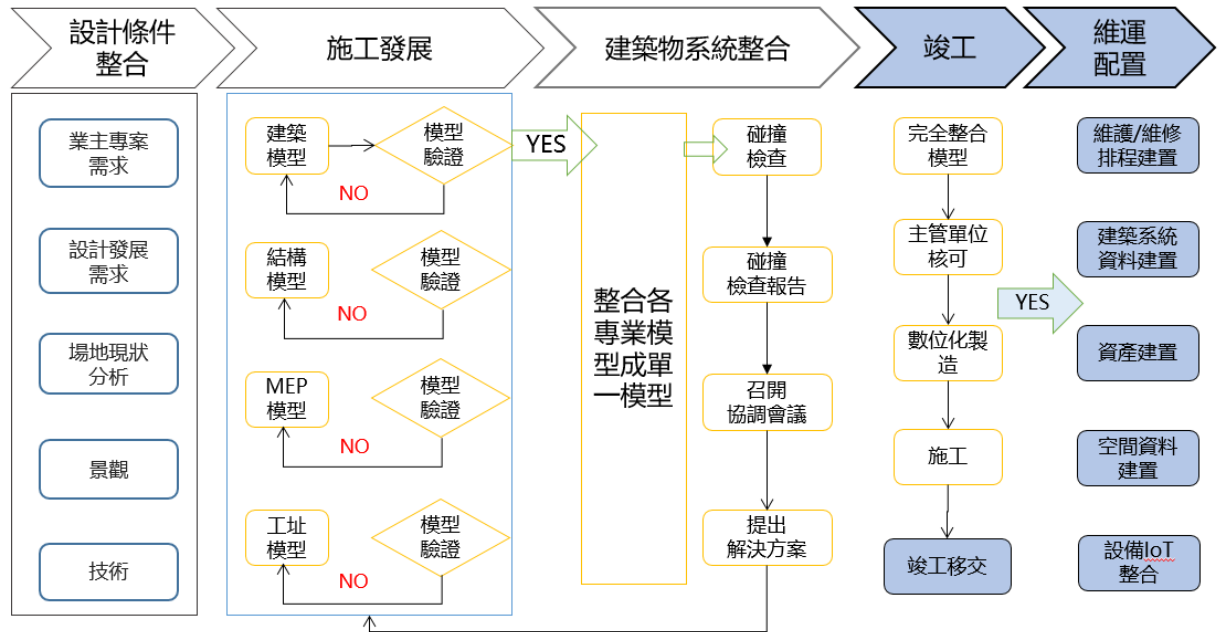 設計條件
整合
施工發展
建築物系統整合
竣工
維運
配置
業主專案
需求
設計發展
需求
場地現狀
分析
景觀
技術
建築
模型
模型
驗證
NO
結構
模型
模型
驗證
NO
MEP
模型
模型
驗證
NO
工址
模型
模型
驗證
NO
YES
整合各
專業模
型成單
一模型
碰撞
檢查
碰撞
檢查報告
召開
協調會議
提出
解決方案
完全整合
模型
主管單位
核可
數位化製
造
施工
竣工移交
YES
維護/維修
排程建置
建築系統
資料建置
資產建置
空間資料
建置
設備IoT
整合